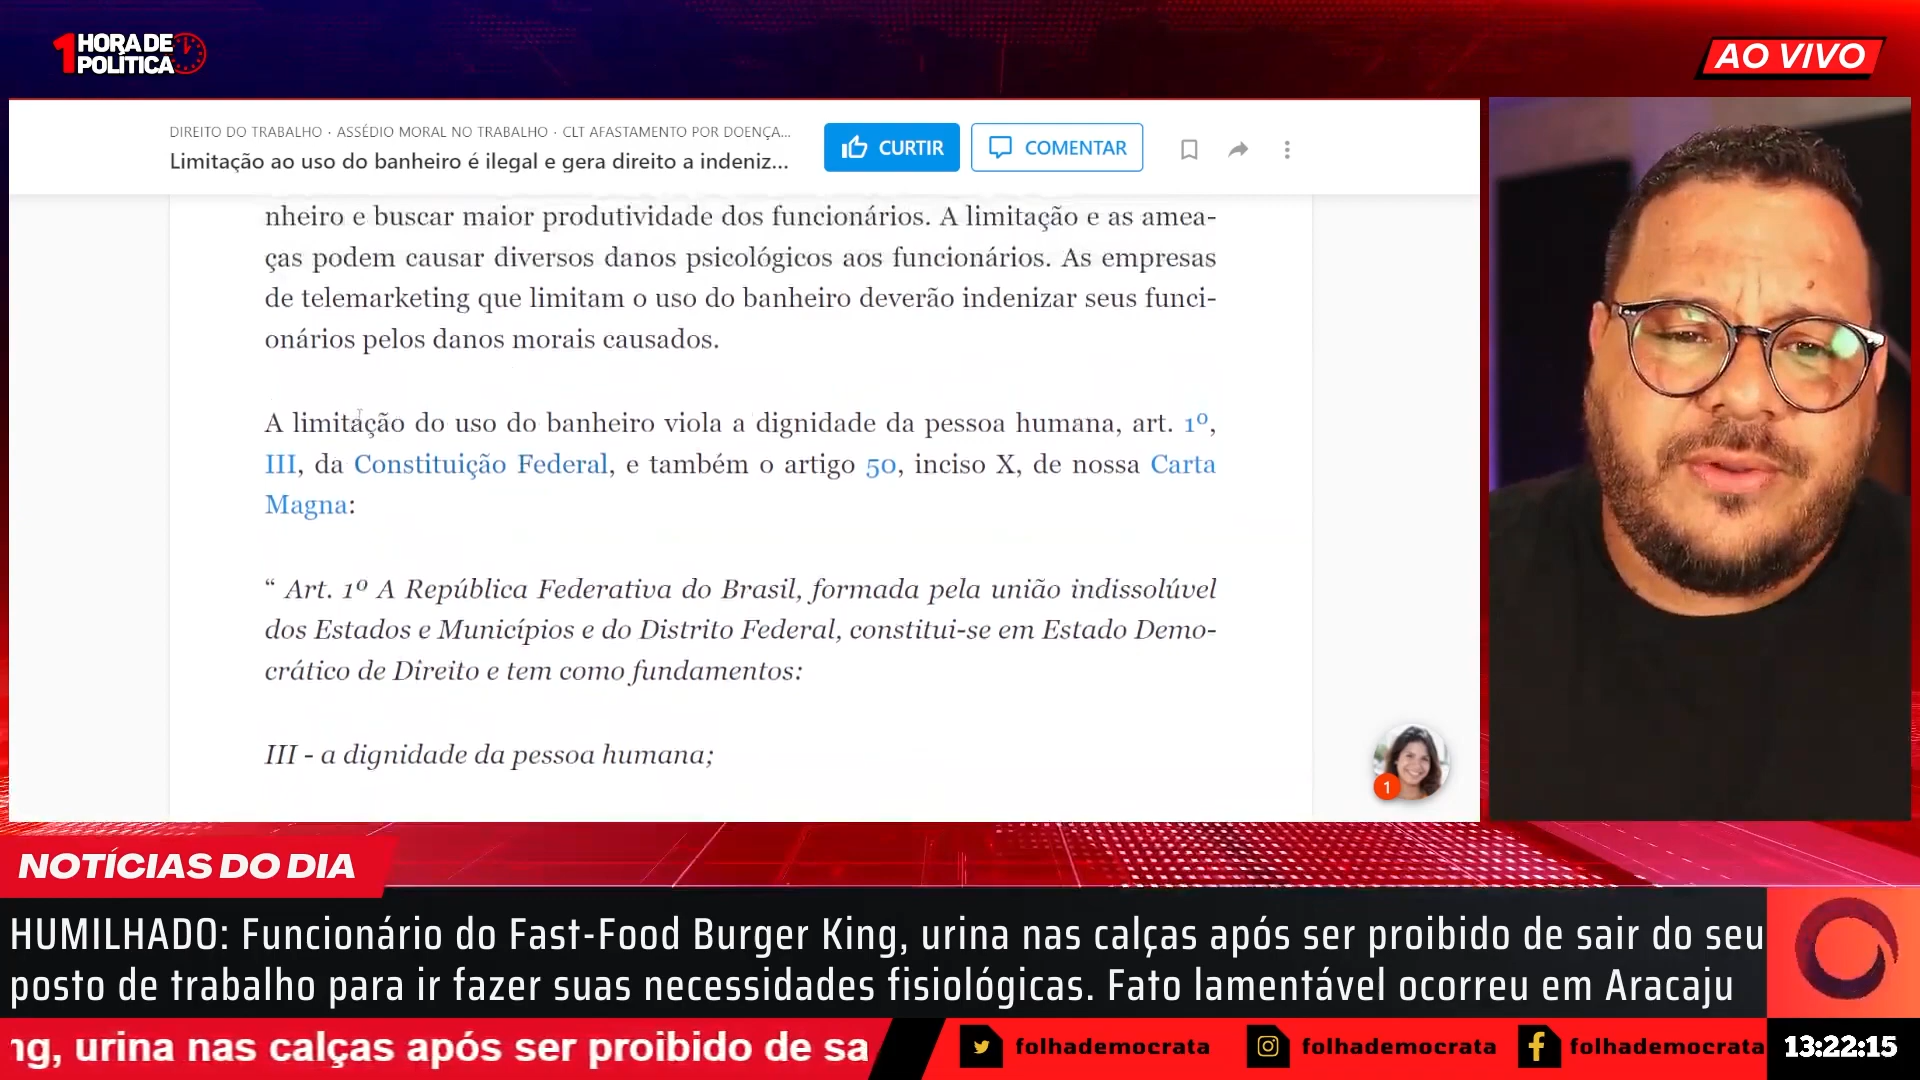 1 HORA DE
POLÍTICA
AO VIVO
DIREITO DO TRABALHO · ASSÉDIO MORAL NO TRABALHO · CLT AFASTAMENTO POR DOENÇA...
Limitação ao uso do banheiro é ilegal e gera direito a indeniz...
CURTIR
COMENTAR
nheiro e buscar maior produtividade dos funcionários. A limitação e as amea-
ças podem causar diversos danos psicológicos aos funcionários. As empresas
de telemarketing que limitam o uso do banheiro deverão indenizar seus funci-
onários pelos danos morais causados.
A limitação do uso do banheiro viola a dignidade da pessoa humana, art. 1º,
III, da Constituição Federal, e também o artigo 50, inciso X, de nossa Carta
Magna:
“ Art. 1º A República Federativa do Brasil, formada pela união indissolúvel
dos Estados e Municípios e do Distrito Federal, constitui-se em Estado Demo-
crático de Direito e tem como fundamentos:
III - a dignidade da pessoa humana;
1
NOTÍCIAS DO DIA
HUMILHADO: Funcionário do Fast-Food Burger King, urina nas calças após ser proibido de sair do seu
posto de trabalho para ir fazer suas necessidades fisiológicas. Fato lamentável ocorreu em Aracaju
ng, urina nas calças após ser proibido de sa
folhademocrata
folhademocrata
folhademocrata
13:22:15